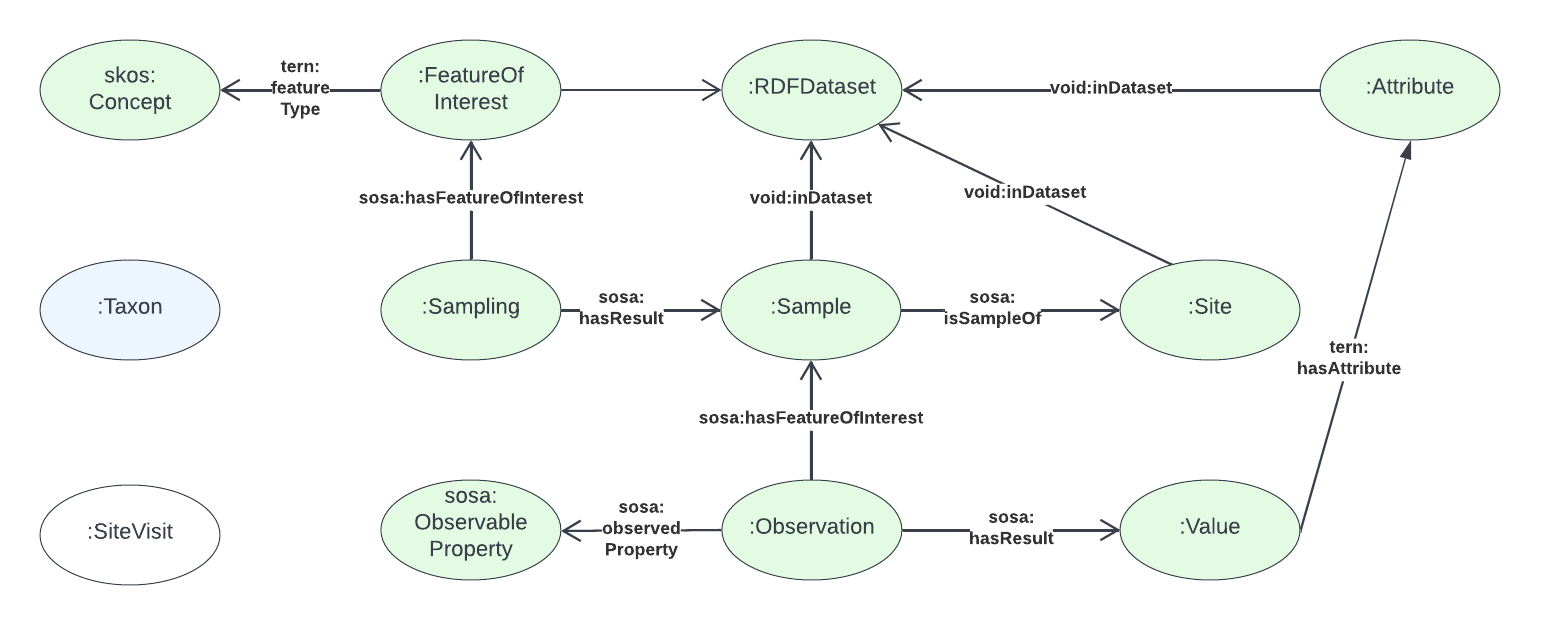 skos:
Concept
tern:
feature
Type
:FeatureOf
Interest
:RDFDataset
void:inDataset
:Attribute
sosa:hasFeatureOfInterest
void:inDataset
void:inDataset
:Taxon
:Sampling
sosa:
hasResult
:Sample
sosa:
isSampleOf
:Site
tern:
hasAttribute
sosa:hasFeatureOfInterest
:SiteVisit
sosa:
Observable
Property
sosa:
observed
Property
:Observation
sosa:
hasResult
:Value